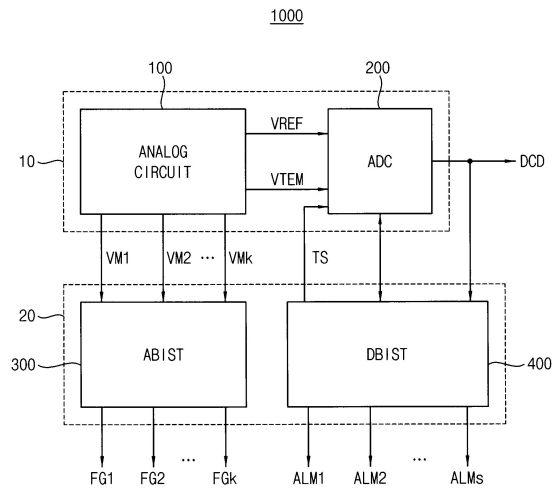 1000
100
200
10
ANALOG
CIRCUIT
VREF
VTEM
ADC
DCD
VM1
VM2
...
VMk
TS
20
300
ABIST
DBIST
400
FG1
FG2
...
FGk
ALM1
ALM2
...
ALMs